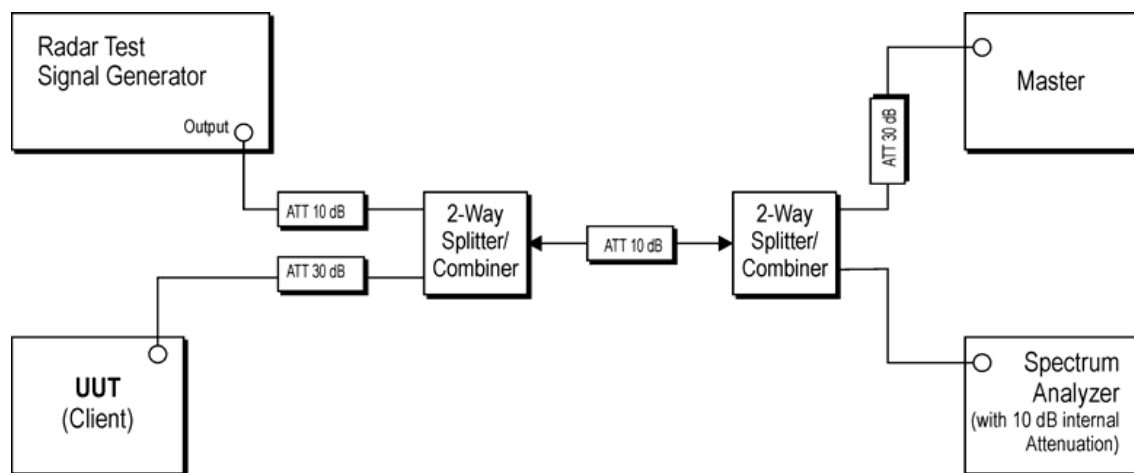 Radar Test
Signal Generator
Output
ATT 10 dB
ATT 30 dB
UUT
(Client)
2-Way
Splitter/
Combiner
ATT 10 dB
2-Way
Splitter/
Combiner
ATT 30 dB
Master
Spectrum
Analyzer
(with 10 dB internal
Attenuation)